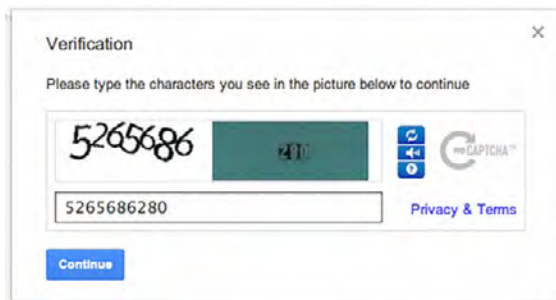 Verification
Please type the characters you see in the picture below to continue
5265686 280
reCAPTCHA™
5265686280
Privacy & Terms
Continue